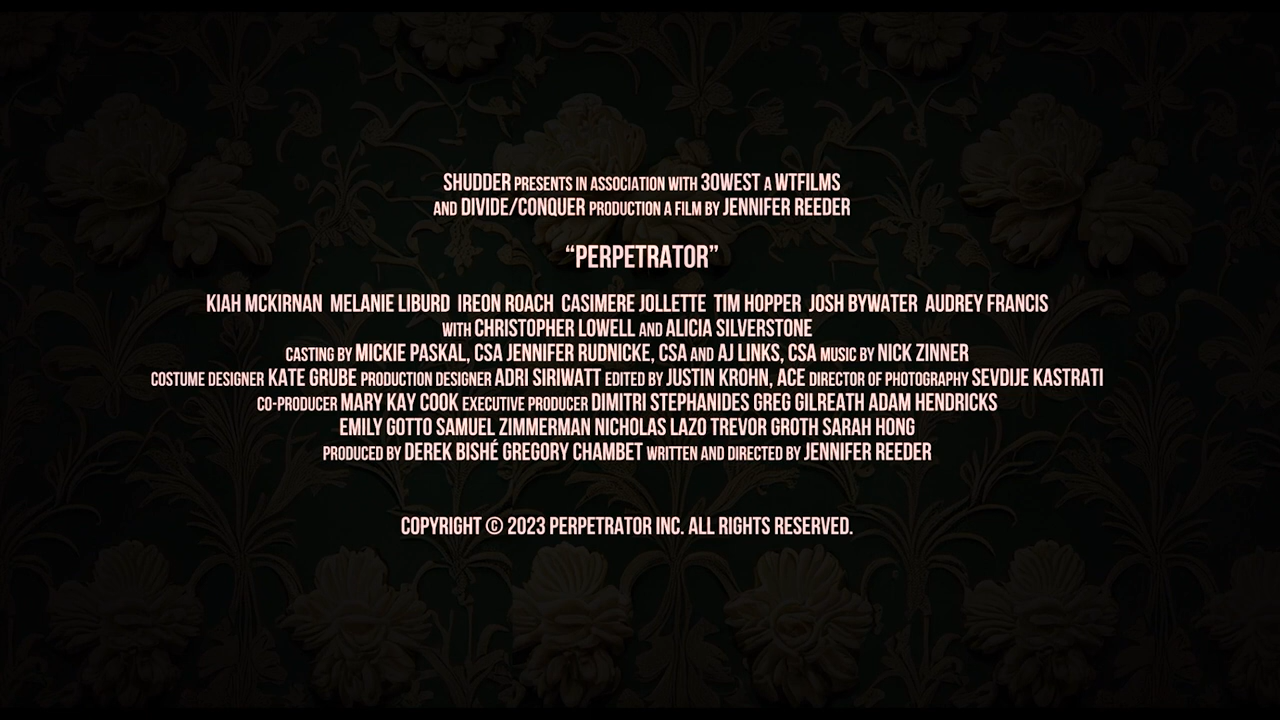 SHUDDER PRESENTS IN ASSOCIATION WITH 30WEST A WTFILMS
AND DIVIDE/CONQUER PRODUCTION A FILM BY JENNIFER REEDER
“PERPETRATOR”
KIAH MCKIRNAN MELANIE LIBURD IREON ROACH CASIMERE JOLLETTE TIM HOPPER JOSH BYWATER AUDREY FRANCIS
WITH CHRISTOPHER LOWELL AND ALICIA SILVERSTONE
CASTING BY MICKIE PASKAL, CSA JENNIFER RUDNICKE, CSA AND AJ LINKS, CSA MUSIC BY NICK ZINNER
COSTUME DESIGNER KATE GRUBE PRODUCTION DESIGNER ADRI SIRIWATT EDITED BY JUSTIN KROHN, ACE DIRECTOR OF PHOTOGRAPHY SEVDIJE KASTRATI
CO-PRODUCER MARY KAY COOK EXECUTIVE PRODUCER DIMITRI STEPHANIDES GREG GILREATH ADAM HENDRICKS
EMILY GOTTO SAMUEL ZIMMERMAN NICHOLAS LAZO TREVOR GROTH SARAH HONG
PRODUCED BY DEREK BISHÉ GREGORY CHAMBET WRITTEN AND DIRECTED BY JENNIFER REEDER
COPYRIGHT © 2023 PERPETRATOR INC. ALL RIGHTS RESERVED.